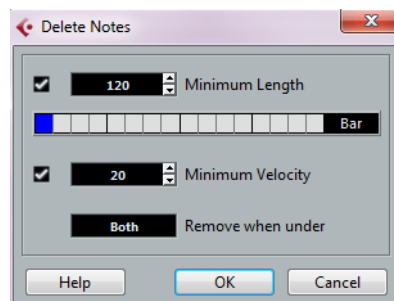 Delete Notes
120 Minimum Length
Bar
20 Minimum Velocity
Both Remove when under
Help OK Cancel